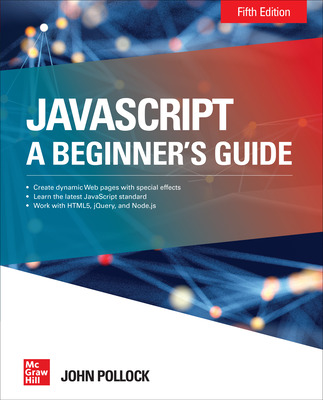 Fifth Edition
JAVASCRIPT
A BEGINNER'S GUIDE
• Create dynamic Web pages with special effects
• Learn the latest JavaScript standard
• Work with HTML5, jQuery, and Node.js
Mc
Graw
Hill
JOHN POLLOCK